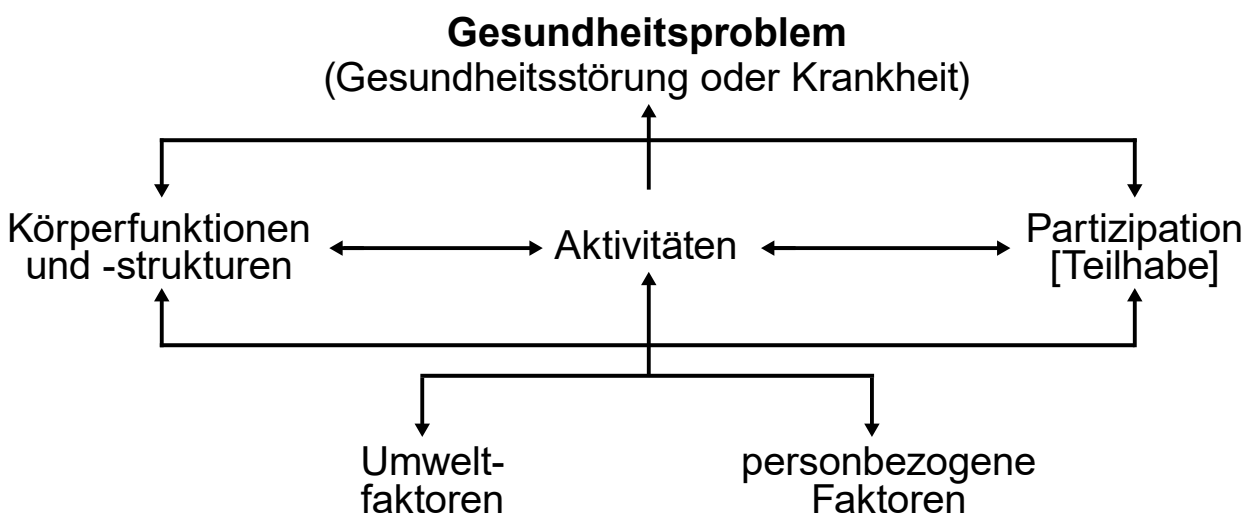 Gesundheitsproblem
(Gesundheitsstörung oder Krankheit)
Körperfunktionen
und -strukturen
Aktivitäten
Partizipation
[Teilhabe]
Umwelt-
faktoren
personbezogene
Faktoren